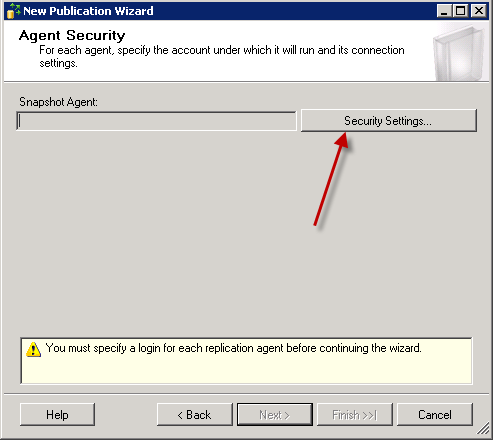 New Publication Wizard
Agent Security
For each agent, specify the account under which it will run and its connection
settings.
Snapshot Agent:
Security Settings...
You must specify a login for each replication agent before continuing the wizard.
Help
< Back
Next >
Finish >>|
Cancel